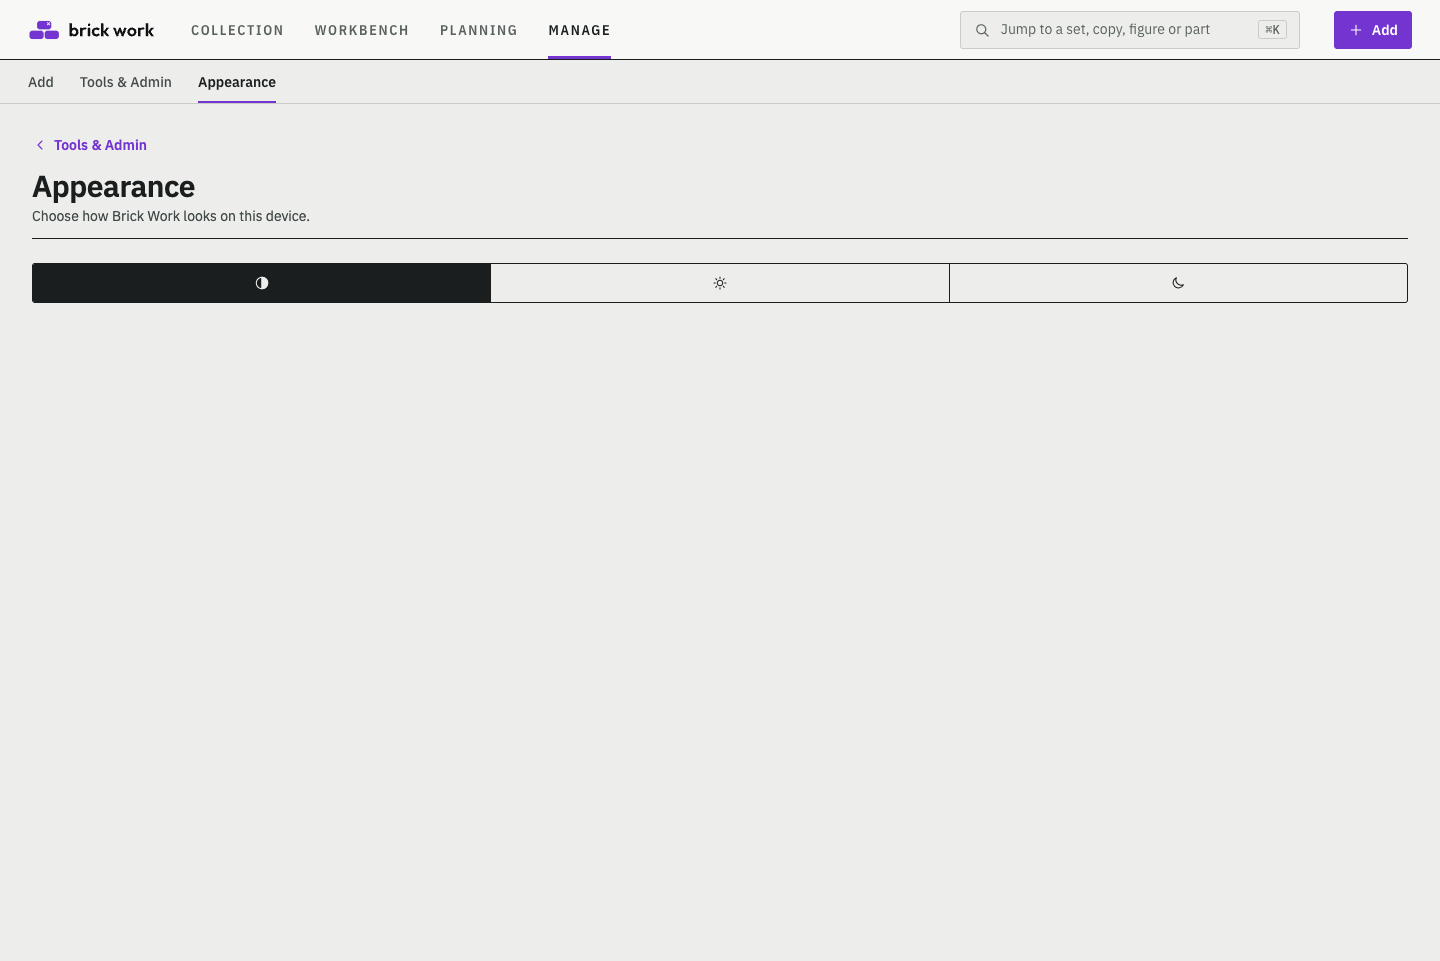 brick work
COLLECTION
WORKBENCH
PLANNING
MANAGE
Jump to a set, copy, figure or part
⌘K
Add
Add
Tools & Admin
Appearance
Tools & Admin
Appearance
Choose how Brick Work looks on this device.